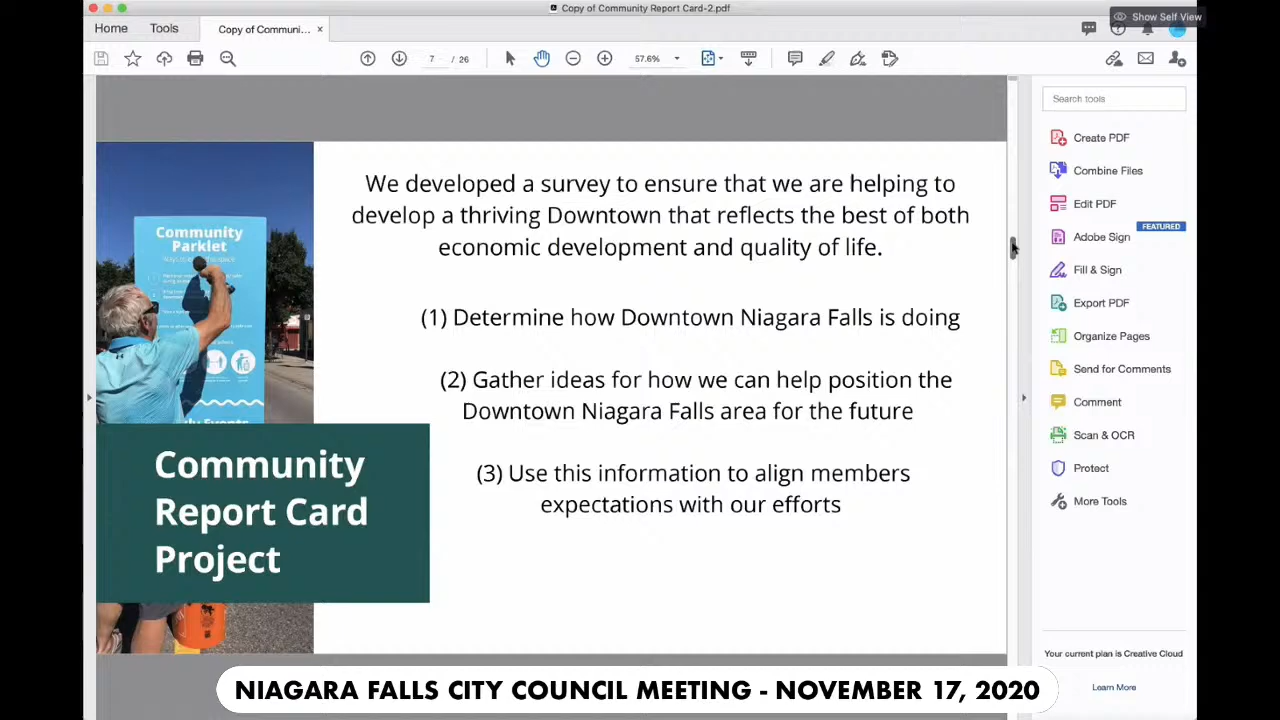 Copy of Community Report Card-2.pdf
Show Self View
Home
Tools
Copy of Communi...
7 / 26
57.6%
Search tools
Create PDF
Combine Files
Edit PDF
FEATURED
Adobe Sign
Fill & Sign
Export PDF
Organize Pages
Send for Comments
Comment
Scan & OCR
Protect
More Tools
Your current plan is Creative Cloud
Learn More
We developed a survey to ensure that we are helping to
develop a thriving Downtown that reflects the best of both
economic development and quality of life.
(1) Determine how Downtown Niagara Falls is doing
(2) Gather ideas for how we can help position the
Downtown Niagara Falls area for the future
(3) Use this information to align members
expectations with our efforts
Community
Parklet
Community
Report Card
Project
NIAGARA FALLS CITY COUNCIL MEETING - NOVEMBER 17, 2020